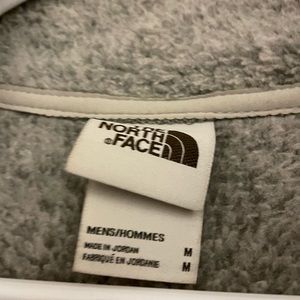 NORTH
FACE
MENS/HOMMES
MADE IN JORDAN M
FABRIQUÉ EN JORDANIE M